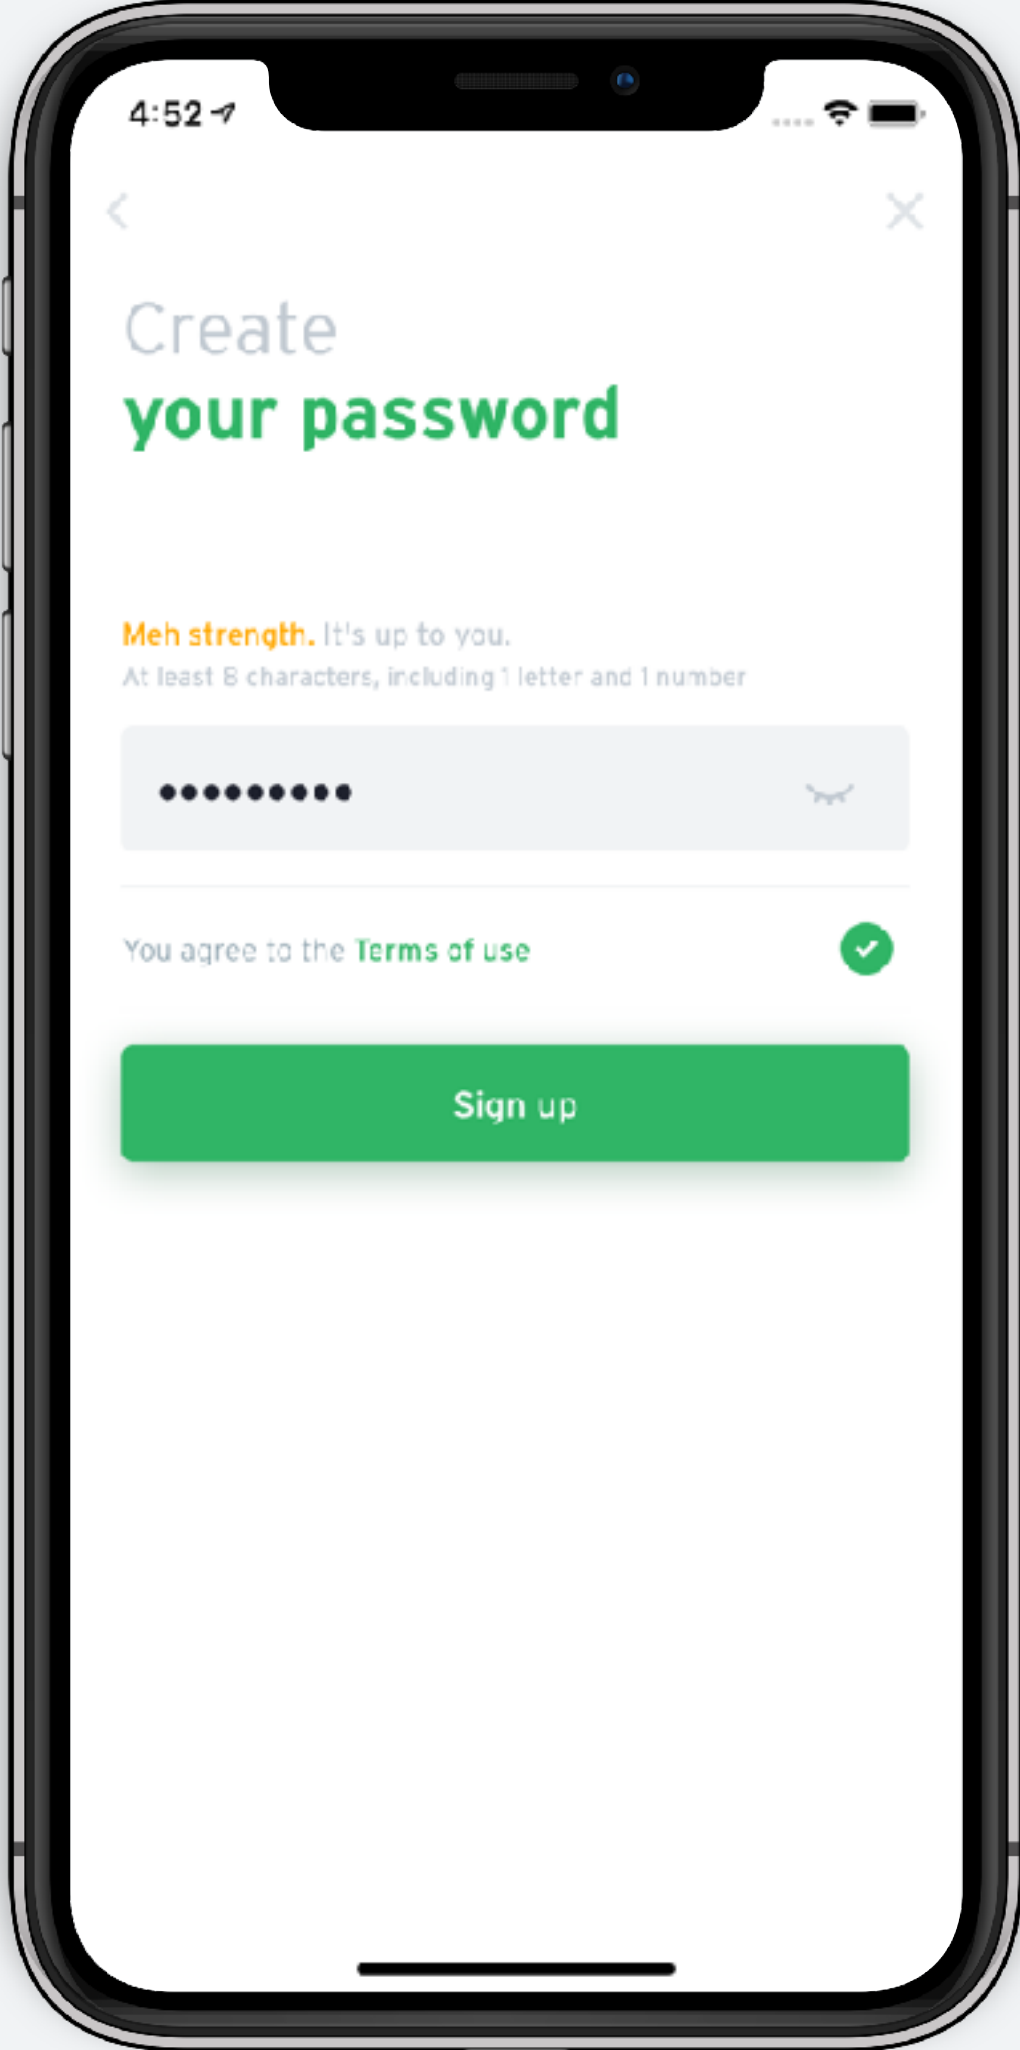 4:52
Create
your password
Meh strength. It's up to you.
At least 8 characters, including 1 letter and 1 number
•••••••••
You agree to the Terms of use
Sign up